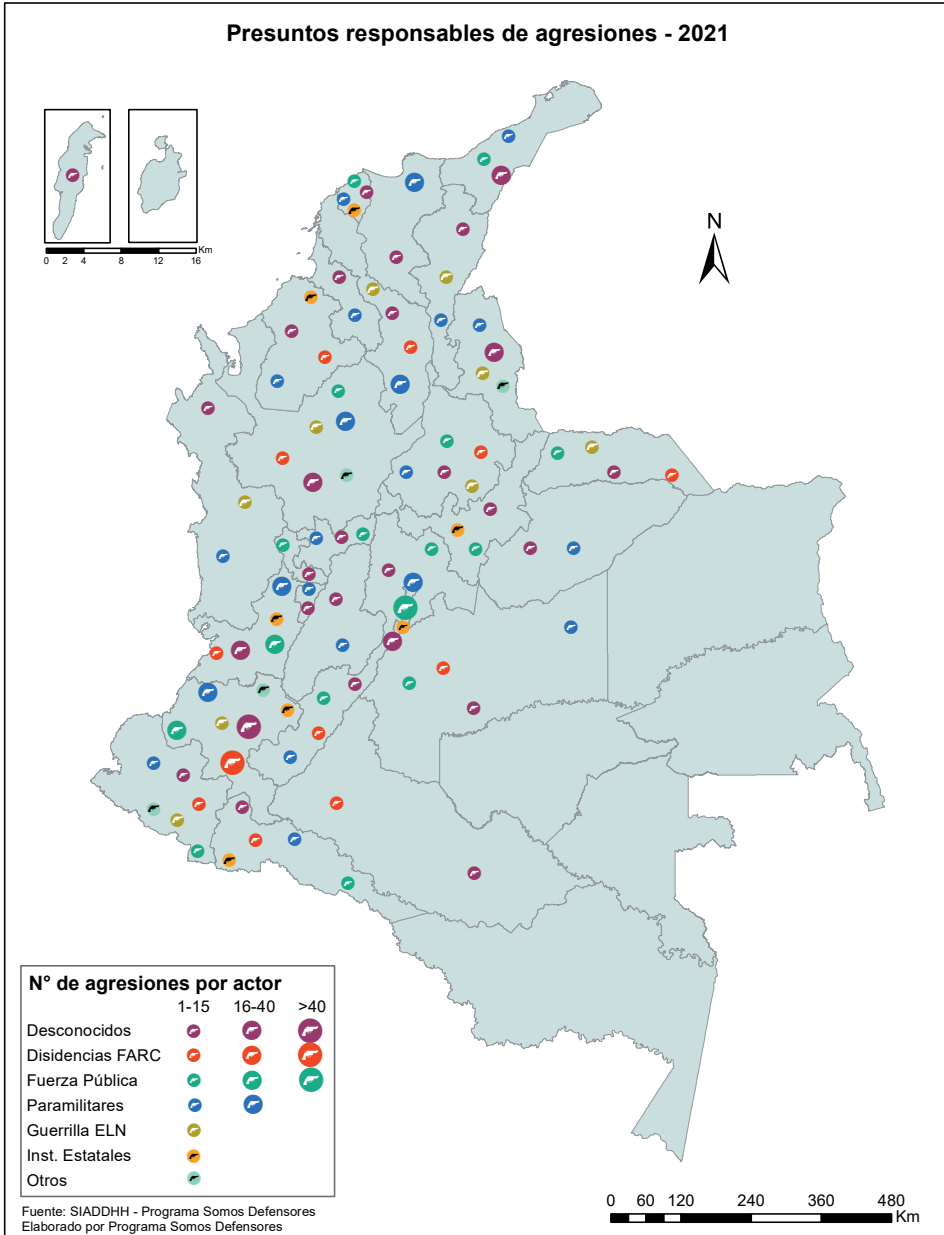 Presuntos responsables de agresiones - 2021
Km
0 2 4 8 12 16
N
N° de agresiones por actor
1-15 16-40 >40
Desconocidos
Disidencias FARC
Fuerza Pública
Paramilitares
Guerrilla ELN
Inst. Estatales
Otros
Fuente: SIADDHH - Programa Somos Defensores
Elaborado por Programa Somos Defensores
0 60 120 240 360 480
Km